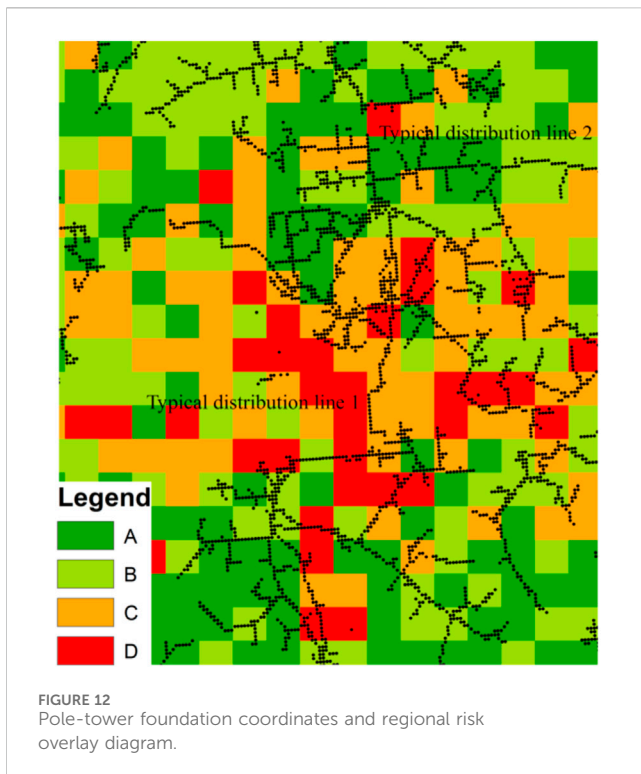 Typical distribution line 2
Typical distribution line 1
Legend
A
B
C
D
FIGURE 12
Pole-tower foundation coordinates and regional risk
overlay diagram.